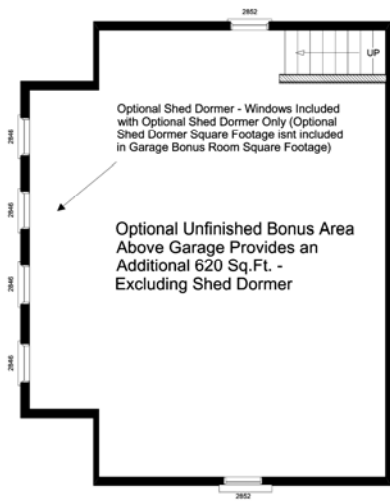 2852
UP
Optional Shed Dormer - Windows Included
with Optional Shed Dormer Only (Optional
Shed Dormer Square Footage isnt included
in Garage Bonus Room Square Footage)
2846
2846
Optional Unfinished Bonus Area
Above Garage Provides an
Additional 620 Sq.Ft. -
Excluding Shed Dormer
2846
2846
2852